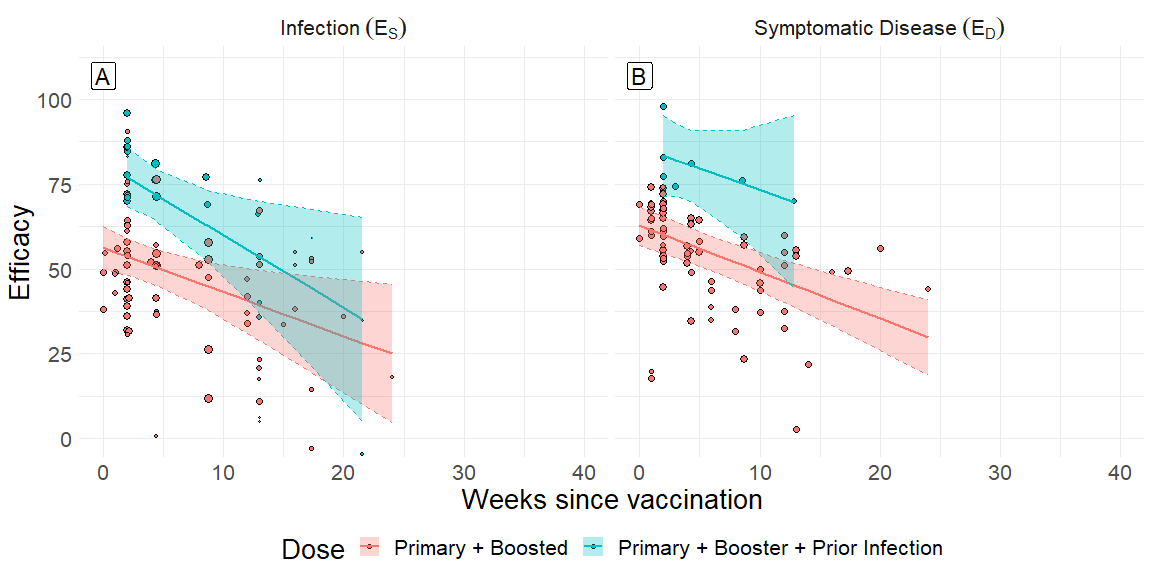 Infection (ES) Symptomatic Disease (ED)
A B
100
75
50
25
0
Efficacy
0 10 20 30 40 0 10 20 30 40
Weeks since vaccination
Dose Primary + Boosted Primary + Booster + Prior Infection